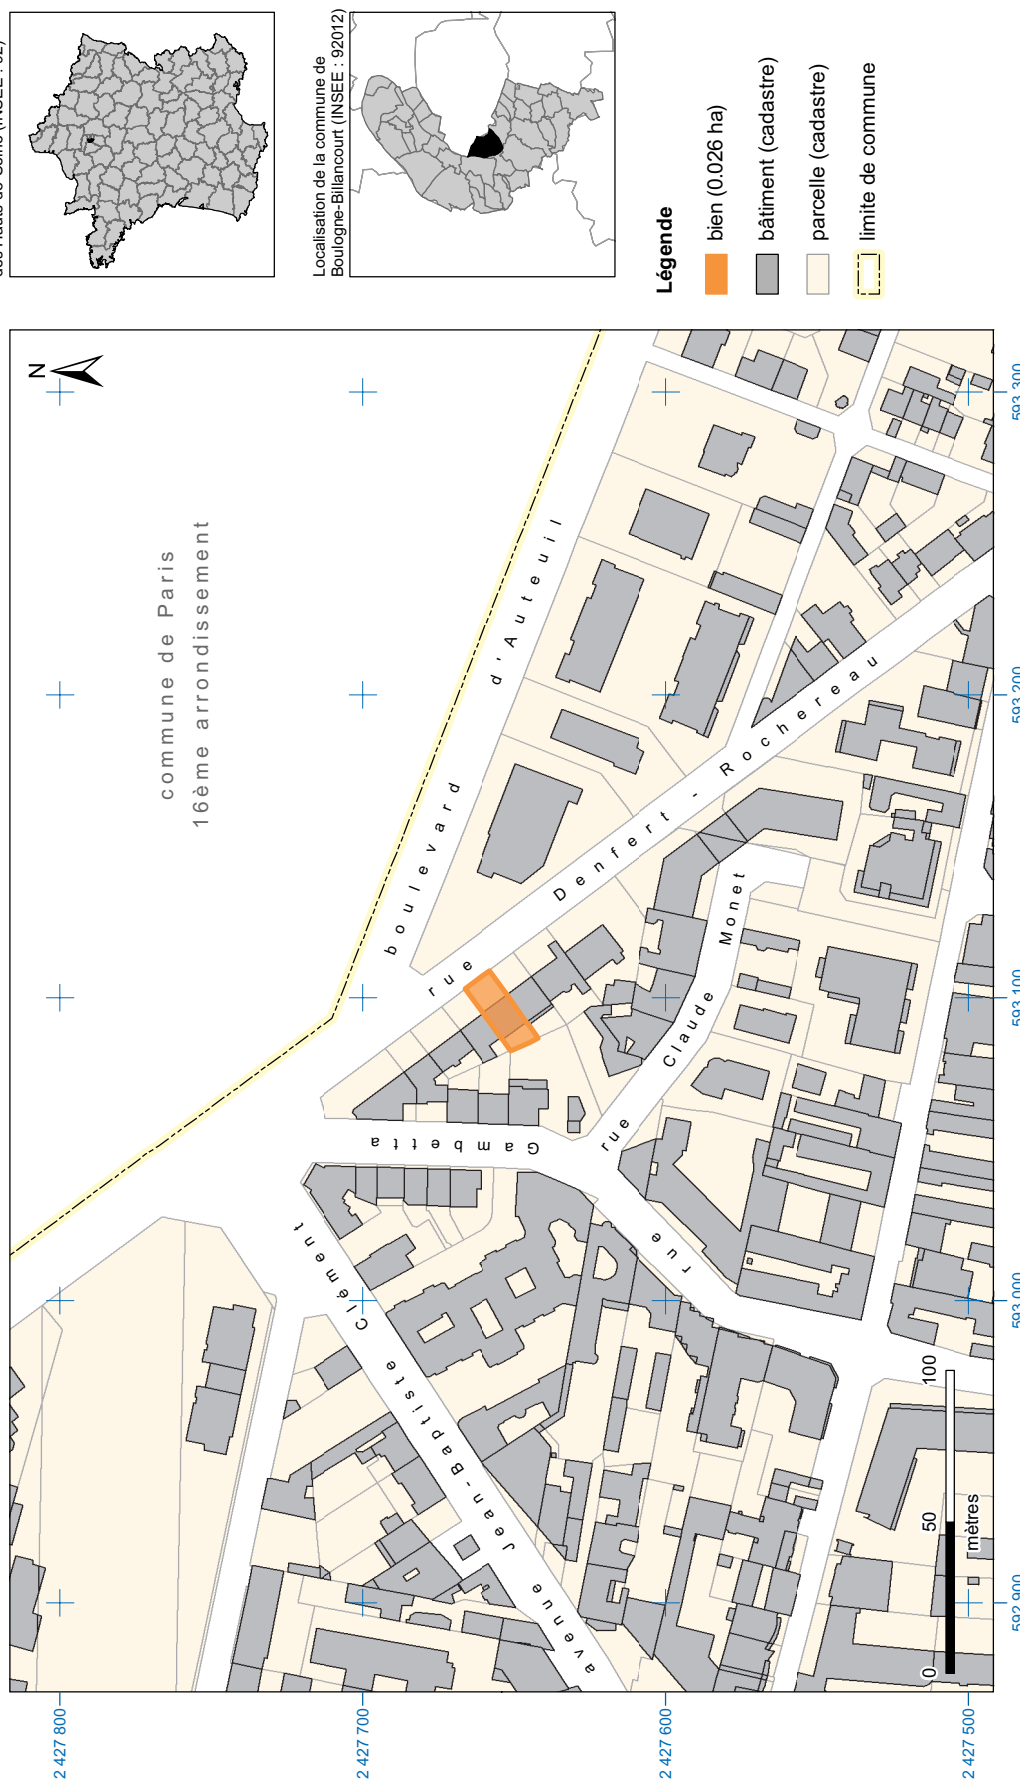 Localisation de la commune de
Boulogne-Billancourt (INSEE : 92012)
Légende
bien (0.026 ha)
bâtiment (cadastre)
parcelle (cadastre)
limite de commune
N
commune de Paris
16ème arrondissement
boulevard d'Auteuil
rue Denfert - Rochereau
rue Claude Monet
rue Gambetta
avenue Jean-Baptiste Clément
0 50 100
mètres
2 427 800
2 427 700
2 427 600
2 427 500
592 900
593 000
593 100
593 200
593 300